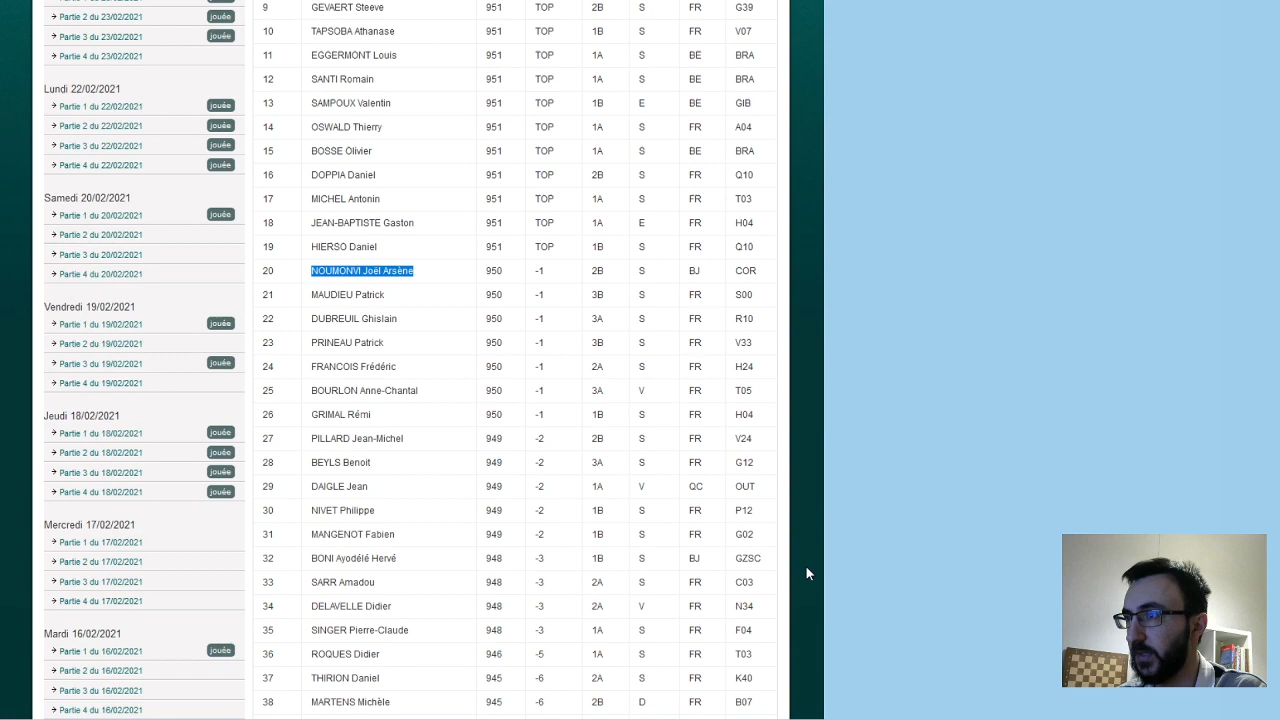 Partie 2 du 23/02/2021 jouée
Partie 3 du 23/02/2021 jouée
Partie 4 du 23/02/2021
Lundi 22/02/2021
Partie 1 du 22/02/2021 jouée
Partie 2 du 22/02/2021 jouée
Partie 3 du 22/02/2021 jouée
Partie 4 du 22/02/2021 jouée
Samedi 20/02/2021
Partie 1 du 20/02/2021 jouée
Partie 2 du 20/02/2021
Partie 3 du 20/02/2021
Partie 4 du 20/02/2021
Vendredi 19/02/2021
Partie 1 du 19/02/2021 jouée
Partie 2 du 19/02/2021
Partie 3 du 19/02/2021 jouée
Partie 4 du 19/02/2021
Jeudi 18/02/2021
Partie 1 du 18/02/2021 jouée
Partie 2 du 18/02/2021 jouée
Partie 3 du 18/02/2021 jouée
Partie 4 du 18/02/2021 jouée
Mercredi 17/02/2021
Partie 1 du 17/02/2021
Partie 2 du 17/02/2021
Partie 3 du 17/02/2021
Partie 4 du 17/02/2021
Mardi 16/02/2021
Partie 1 du 16/02/2021 jouée
Partie 2 du 16/02/2021
Partie 3 du 16/02/2021
Partie 4 du 16/02/2021
9 GEVAERT Steeve 951 TOP 2B S FR G39
10 TAPSOBA Athanase 951 TOP 1B S FR V07
11 EGGERMONT Louis 951 TOP 1A S BE BRA
12 SANTI Romain 951 TOP 1A S BE BRA
13 SAMPOUX Valentin 951 TOP 1B E BE GIB
14 OSWALD Thierry 951 TOP 1A S FR A04
15 BOSSE Olivier 951 TOP 1A S BE BRA
16 DOPPIA Daniel 951 TOP 2B S FR Q10
17 MICHEL Antonin 951 TOP 1A S FR T03
18 JEAN-BAPTISTE Gaston 951 TOP 1A E FR H04
19 HIERSO Daniel 951 TOP 1B S FR Q10
20 NOUMONVI Joël Arsène 950 -1 2B S BJ COR
21 MAUDIEU Patrick 950 -1 3B S FR S00
22 DUBREUIL Ghislain 950 -1 3A S FR R10
23 PRINEAU Patrick 950 -1 3B S FR V33
24 FRANCOIS Frédéric 950 -1 2A S FR H24
25 BOURLON Anne-Chantal 950 -1 3A V FR T05
26 GRIMAL Rémi 950 -1 1B S FR H04
27 PILLARD Jean-Michel 949 -2 2B S FR V24
28 BEYLS Benoit 949 -2 3A S FR G12
29 DAIGLE Jean 949 -2 1A V QC OUT
30 NIVET Philippe 949 -2 1B S FR P12
31 MANGENOT Fabien 949 -2 1B S FR G02
32 BONI Ayodélé Hervé 948 -3 1B S BJ GZSC
33 SARR Amadou 948 -3 2A S FR C03
34 DELAVELLE Didier 948 -3 2A V FR N34
35 SINGER Pierre-Claude 948 -3 1A S FR F04
36 ROQUES Didier 946 -5 1A S FR T03
37 THIRION Daniel 945 -6 2A S FR K40
38 MARTENS Michèle 945 -6 2B D FR B07